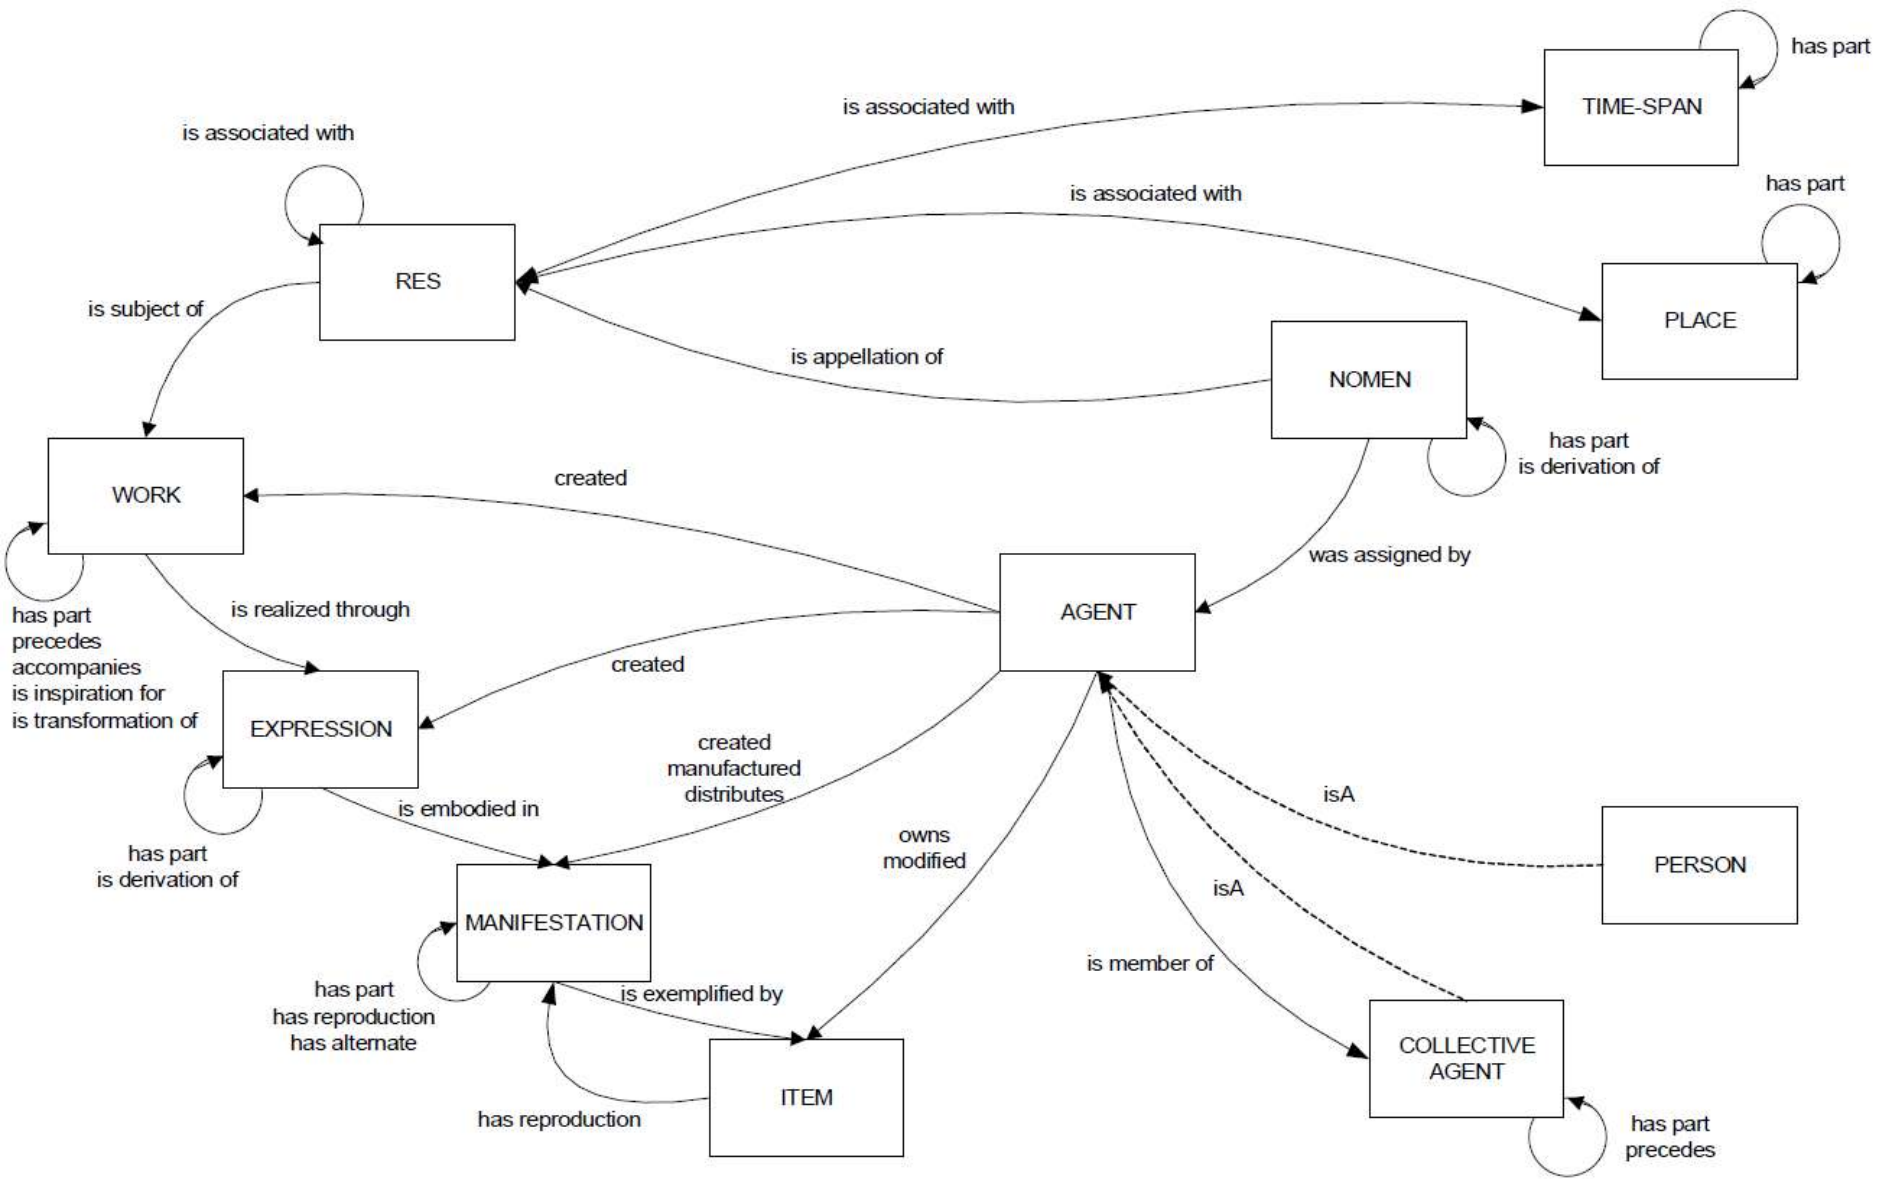 has part
TIME-SPAN
is associated with
is associated with
has part
is associated with
RES
is subject of
PLACE
is appellation of
NOMEN
has part
is derivation of
created
WORK
was assigned by
has part
precedes
accompanies
is inspiration for
is transformation of
is realized through
AGENT
created
EXPRESSION
created
manufactured
distributes
is embodied in
isA
owns
modified
has part
is derivation of
PERSON
isA
MANIFESTATION
is member of
has part
has reproduction
has alternate
is exemplified by
COLLECTIVE
AGENT
ITEM
has reproduction
has part
precedes